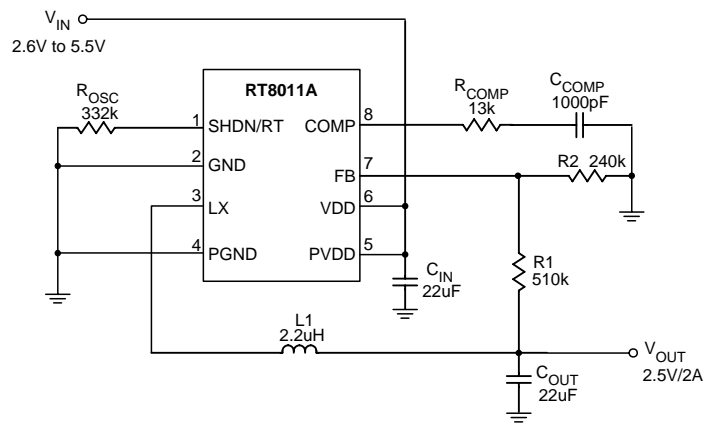 VIN
2.6V to 5.5V
RT8011A
ROSC
332k
1
SHDN/RT
COMP
8
RCOMP
13k
CCOMP
1000pF
2
GND
FB
7
R2 240k
3
LX
VDD
6
4
PGND
PVDD
5
CIN
22uF
R1
510k
L1
2.2uH
VOUT
2.5V/2A
COUT
22uF